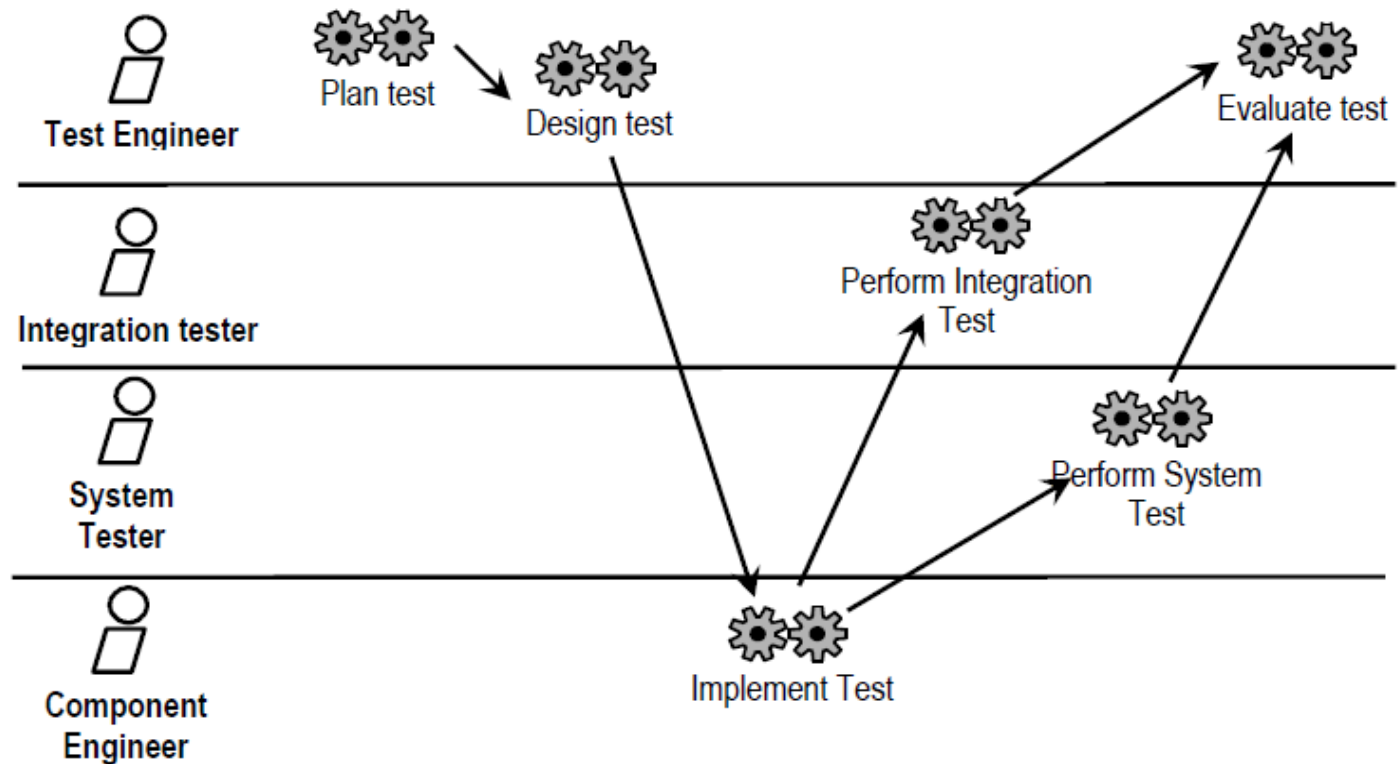 Plan test
Design test
Evaluate test
Test Engineer
Perform Integration
Test
Integration tester
Perform System
Test
System
Tester
Implement Test
Component
Engineer